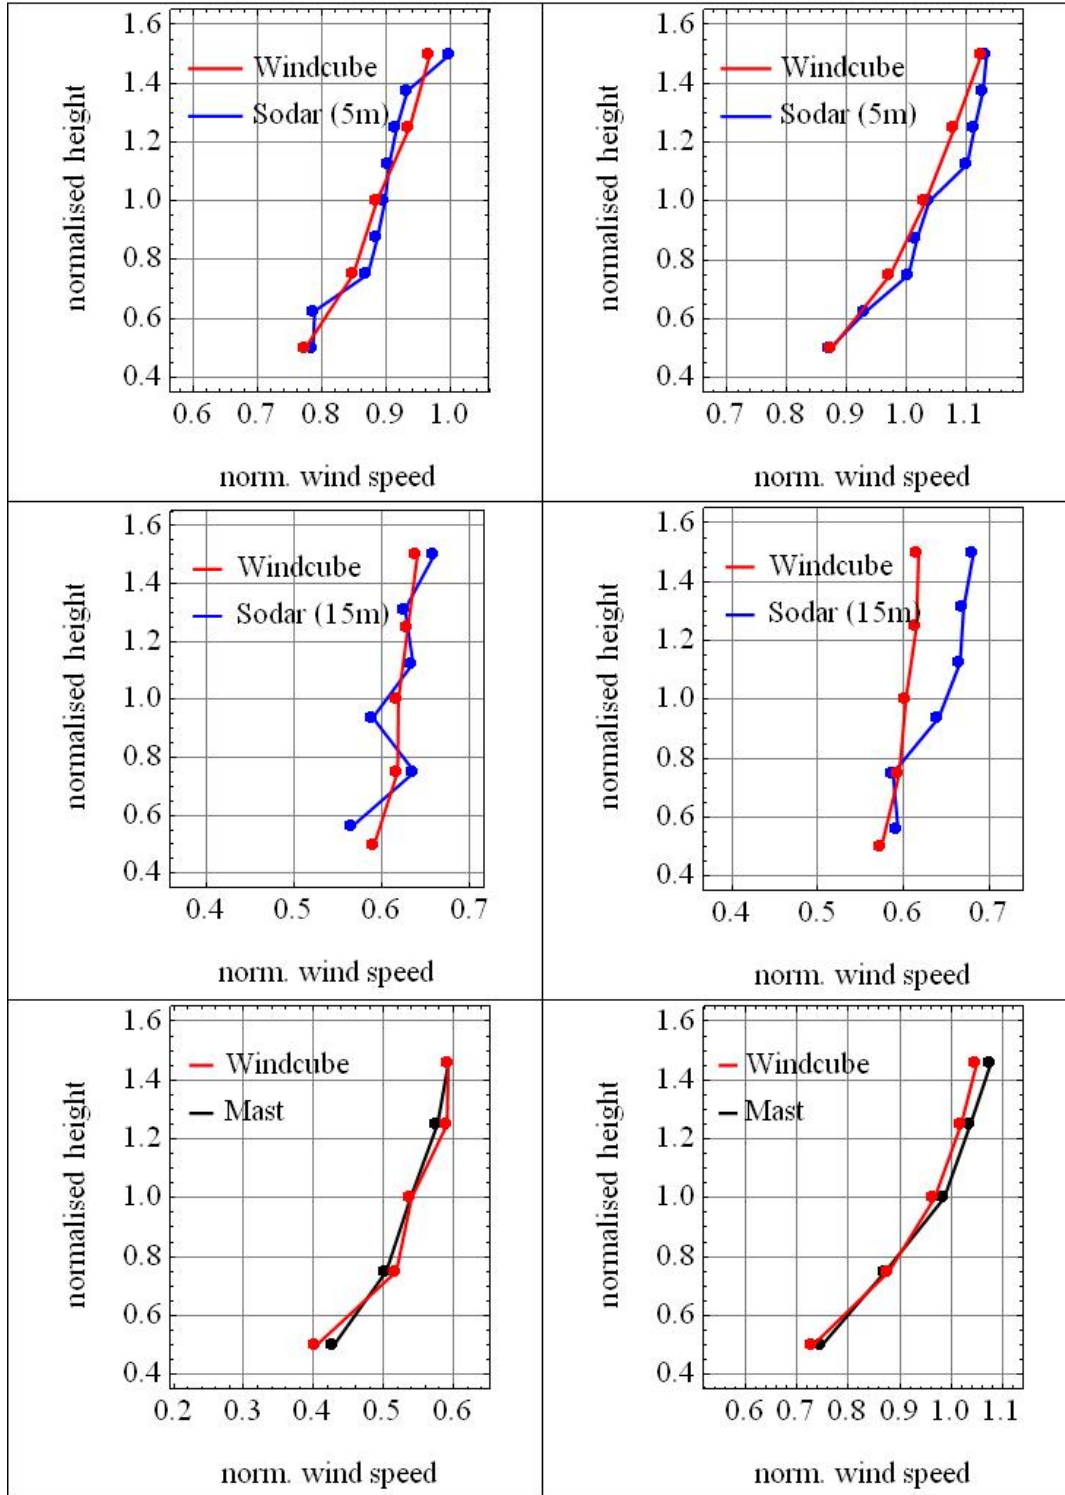 1.6
1.4
1.2
1.0
0.8
0.6
0.4
normalised height
Windcube
Sodar (5m)
0.6 0.7 0.8 0.9 1.0
norm. wind speed
1.6
1.4
1.2
1.0
0.8
0.6
0.4
normalised height
Windcube
Sodar (5m)
0.7 0.8 0.9 1.0 1.1
norm. wind speed
1.6
1.4
1.2
1.0
0.8
0.6
0.4
normalised height
Windcube
Sodar (15m)
0.4 0.5 0.6 0.7
norm. wind speed
1.6
1.4
1.2
1.0
0.8
0.6
0.4
normalised height
Windcube
Sodar (15m)
0.4 0.5 0.6 0.7
norm. wind speed
1.6
1.4
1.2
1.0
0.8
0.6
0.4
normalised height
Windcube
Mast
0.2 0.3 0.4 0.5 0.6
norm. wind speed
1.6
1.4
1.2
1.0
0.8
0.6
0.4
normalised height
Windcube
Mast
0.6 0.7 0.8 0.9 1.0 1.1
norm. wind speed